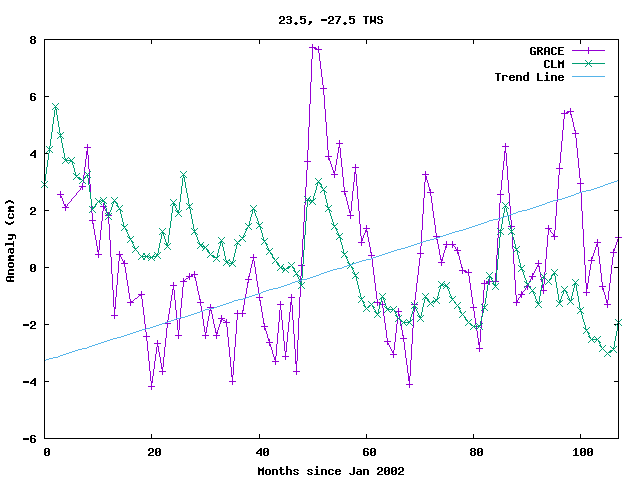 23.5, -27.5 TWS
GRACE
CLM
Trend Line
Anomaly (cm)
8
6
4
2
0
-2
-4
-6
0 20 40 60 80 100
Months since Jan 2002